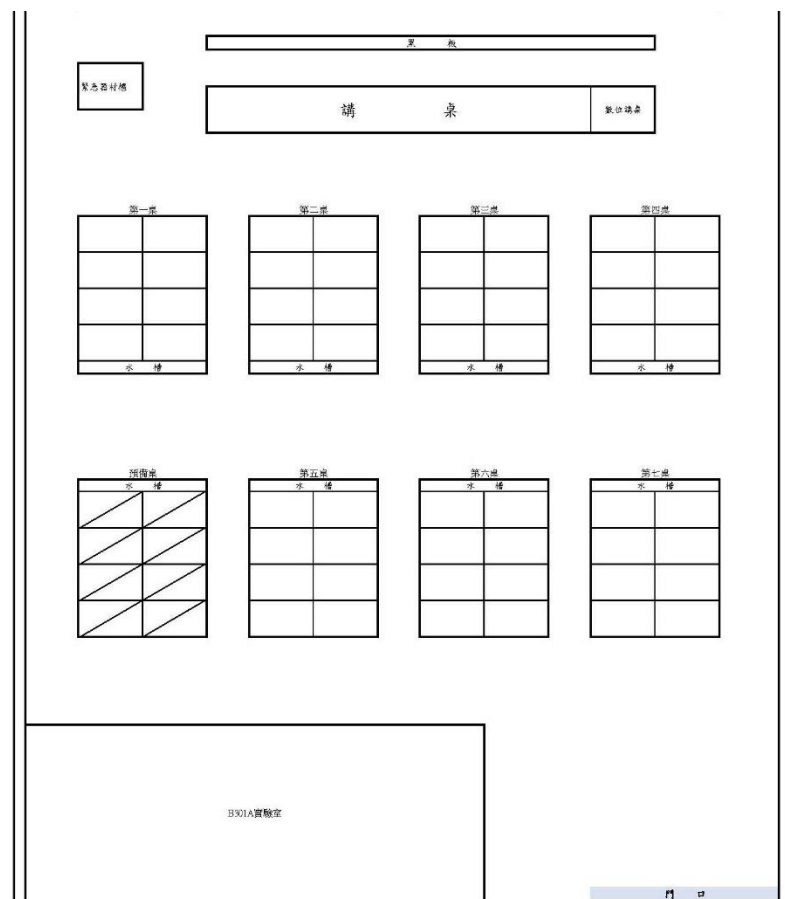 黑 板
緊急器材櫃
講 桌 數位講桌
第一桌 第二桌 第三桌 第四桌
水 槽 水 槽 水 槽 水 槽
預備桌 第五桌 第六桌 第七桌
水 槽 水 槽 水 槽 水 槽
B301A實驗室
門 口